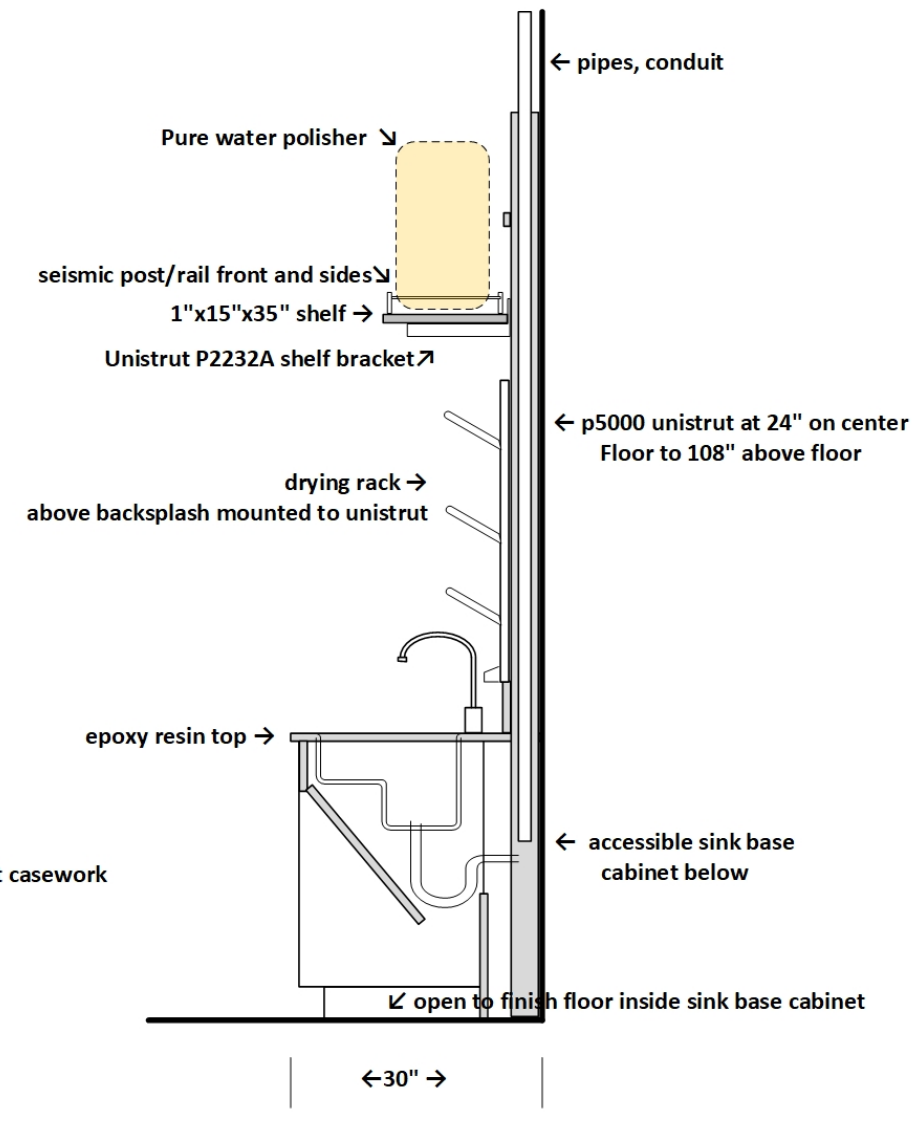 ← pipes, conduit
Pure water polisher ↘
seismic post/rail front and sides↘
1"x15"x35" shelf →
Unistrut P2232A shelf bracket↗
← p5000 unistrut at 24" on center
Floor to 108" above floor
drying rack →
above backsplash mounted to unistrut
epoxy resin top →
← accessible sink base
cabinet below
casework
↙ open to finish floor inside sink base cabinet
←30" →